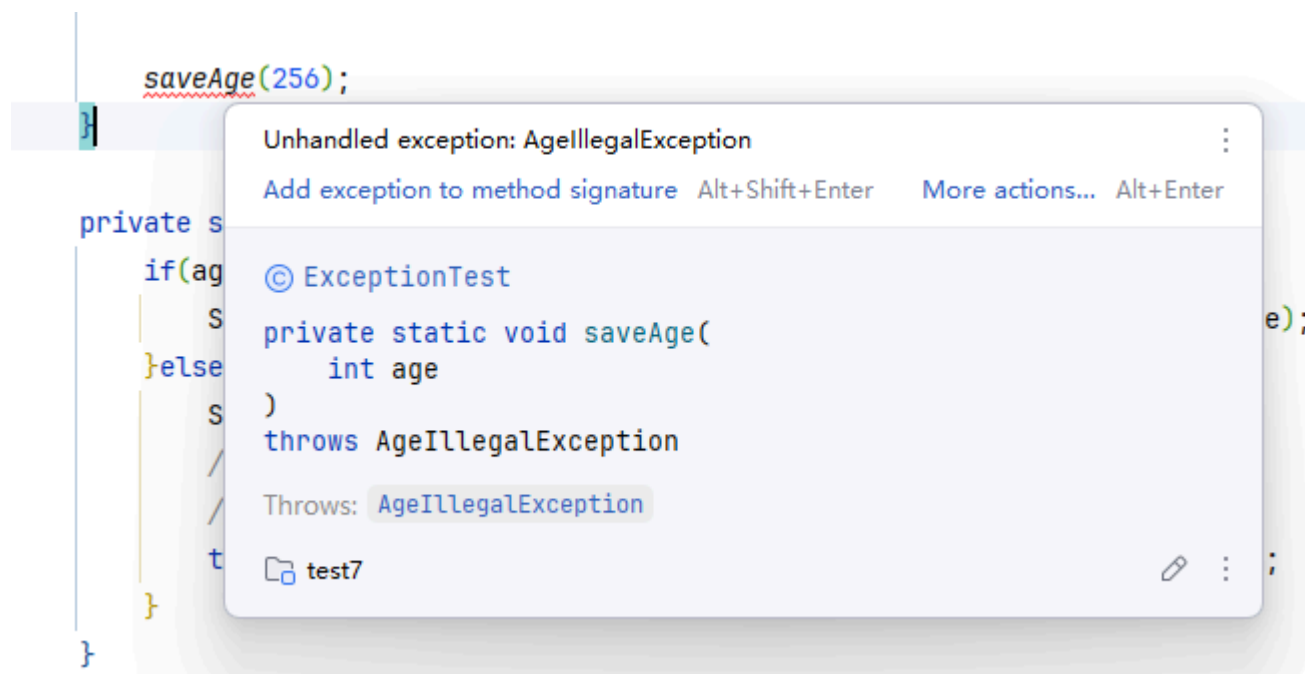 saveAge(256);
}
Unhandled exception: AgeIllegalException
Add exception to method signature Alt+Shift+Enter More actions... Alt+Enter
private s
if(ag
ExceptionTest
S
e);
private static void saveAge(
}else
int age
S
)
/
throws AgeIllegalException
/
Throws: AgeIllegalException
t
test7
;
}
}